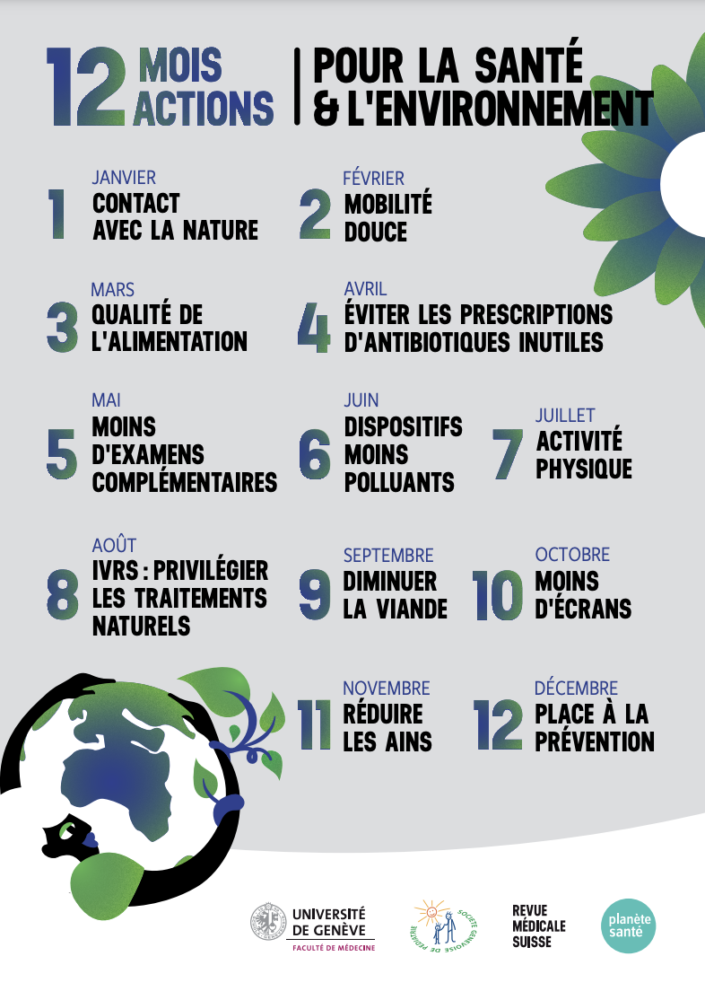 12 MOIS
ACTIONS
POUR LA SANTÉ
& L'ENVIRONNEMENT
1
JANVIER
CONTACT
AVEC LA NATURE
2
FÉVRIER
MOBILITÉ
DOUCE
3
MARS
QUALITÉ DE
L'ALIMENTATION
4
AVRIL
ÉVITER LES PRESCRIPTIONS
D'ANTIBIOTIQUES INUTILES
5
MAI
MOINS
D'EXAMENS
COMPLÉMENTAIRES
6
JUIN
DISPOSITIFS
MOINS
POLLUANTS
7
JUILLET
ACTIVITÉ
PHYSIQUE
8
AOÛT
IVRS : PRIVILÉGIER
LES TRAITEMENTS
NATURELS
9
SEPTEMBRE
DIMINUER
LA VIANDE
10
OCTOBRE
MOINS
D'ÉCRANS
11
NOVEMBRE
RÉDUIRE
LES AINS
12
DÉCEMBRE
PLACE À LA
PRÉVENTION
UNIVERSITÉ
DE GENÈVE
FACULTÉ DE MÉDECINE
SOCIÉTÉ GENEVOISE DE PÉDIATRIE
REVUE
MÉDICALE
SUISSE
planète
santé